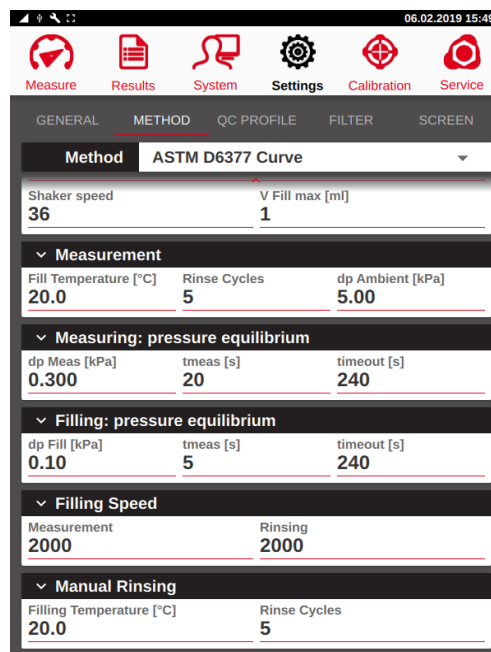 06.02.2019 15:49
Measure Results System Settings Calibration Service
GENERAL METHOD QC PROFILE FILTER SCREEN
Method ASTM D6377 Curve
Shaker speed V Fill max [ml]
36 1
Measurement
Fill Temperature [°C] Rinse Cycles dp Ambient [kPa]
20.0 5 5.00
Measuring: pressure equilibrium
dp Meas [kPa] tmeas [s] timeout [s]
0.300 20 240
Filling: pressure equilibrium
dp Fill [kPa] tmeas [s] timeout [s]
0.10 5 240
Filling Speed
Measurement Rinsing
2000 2000
Manual Rinsing
Filling Temperature [°C] Rinse Cycles
20.0 5